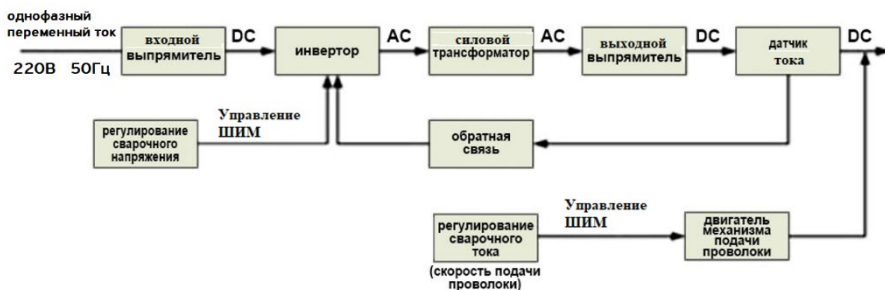 однофазный
переменный ток
220В 50Гц
входной
выпрямитель
DC
инвертор
AC
силовой
трансформатор
AC
выходной
выпрямитель
DC
датчик
тока
DC
регулирование
сварочного
напряжения
Управление
ШИМ
обратная
связь
регулирование
сварочного
тока
(скорость подачи
проволоки)
Управление
ШИМ
двигатель
механизма
подачи
проволоки